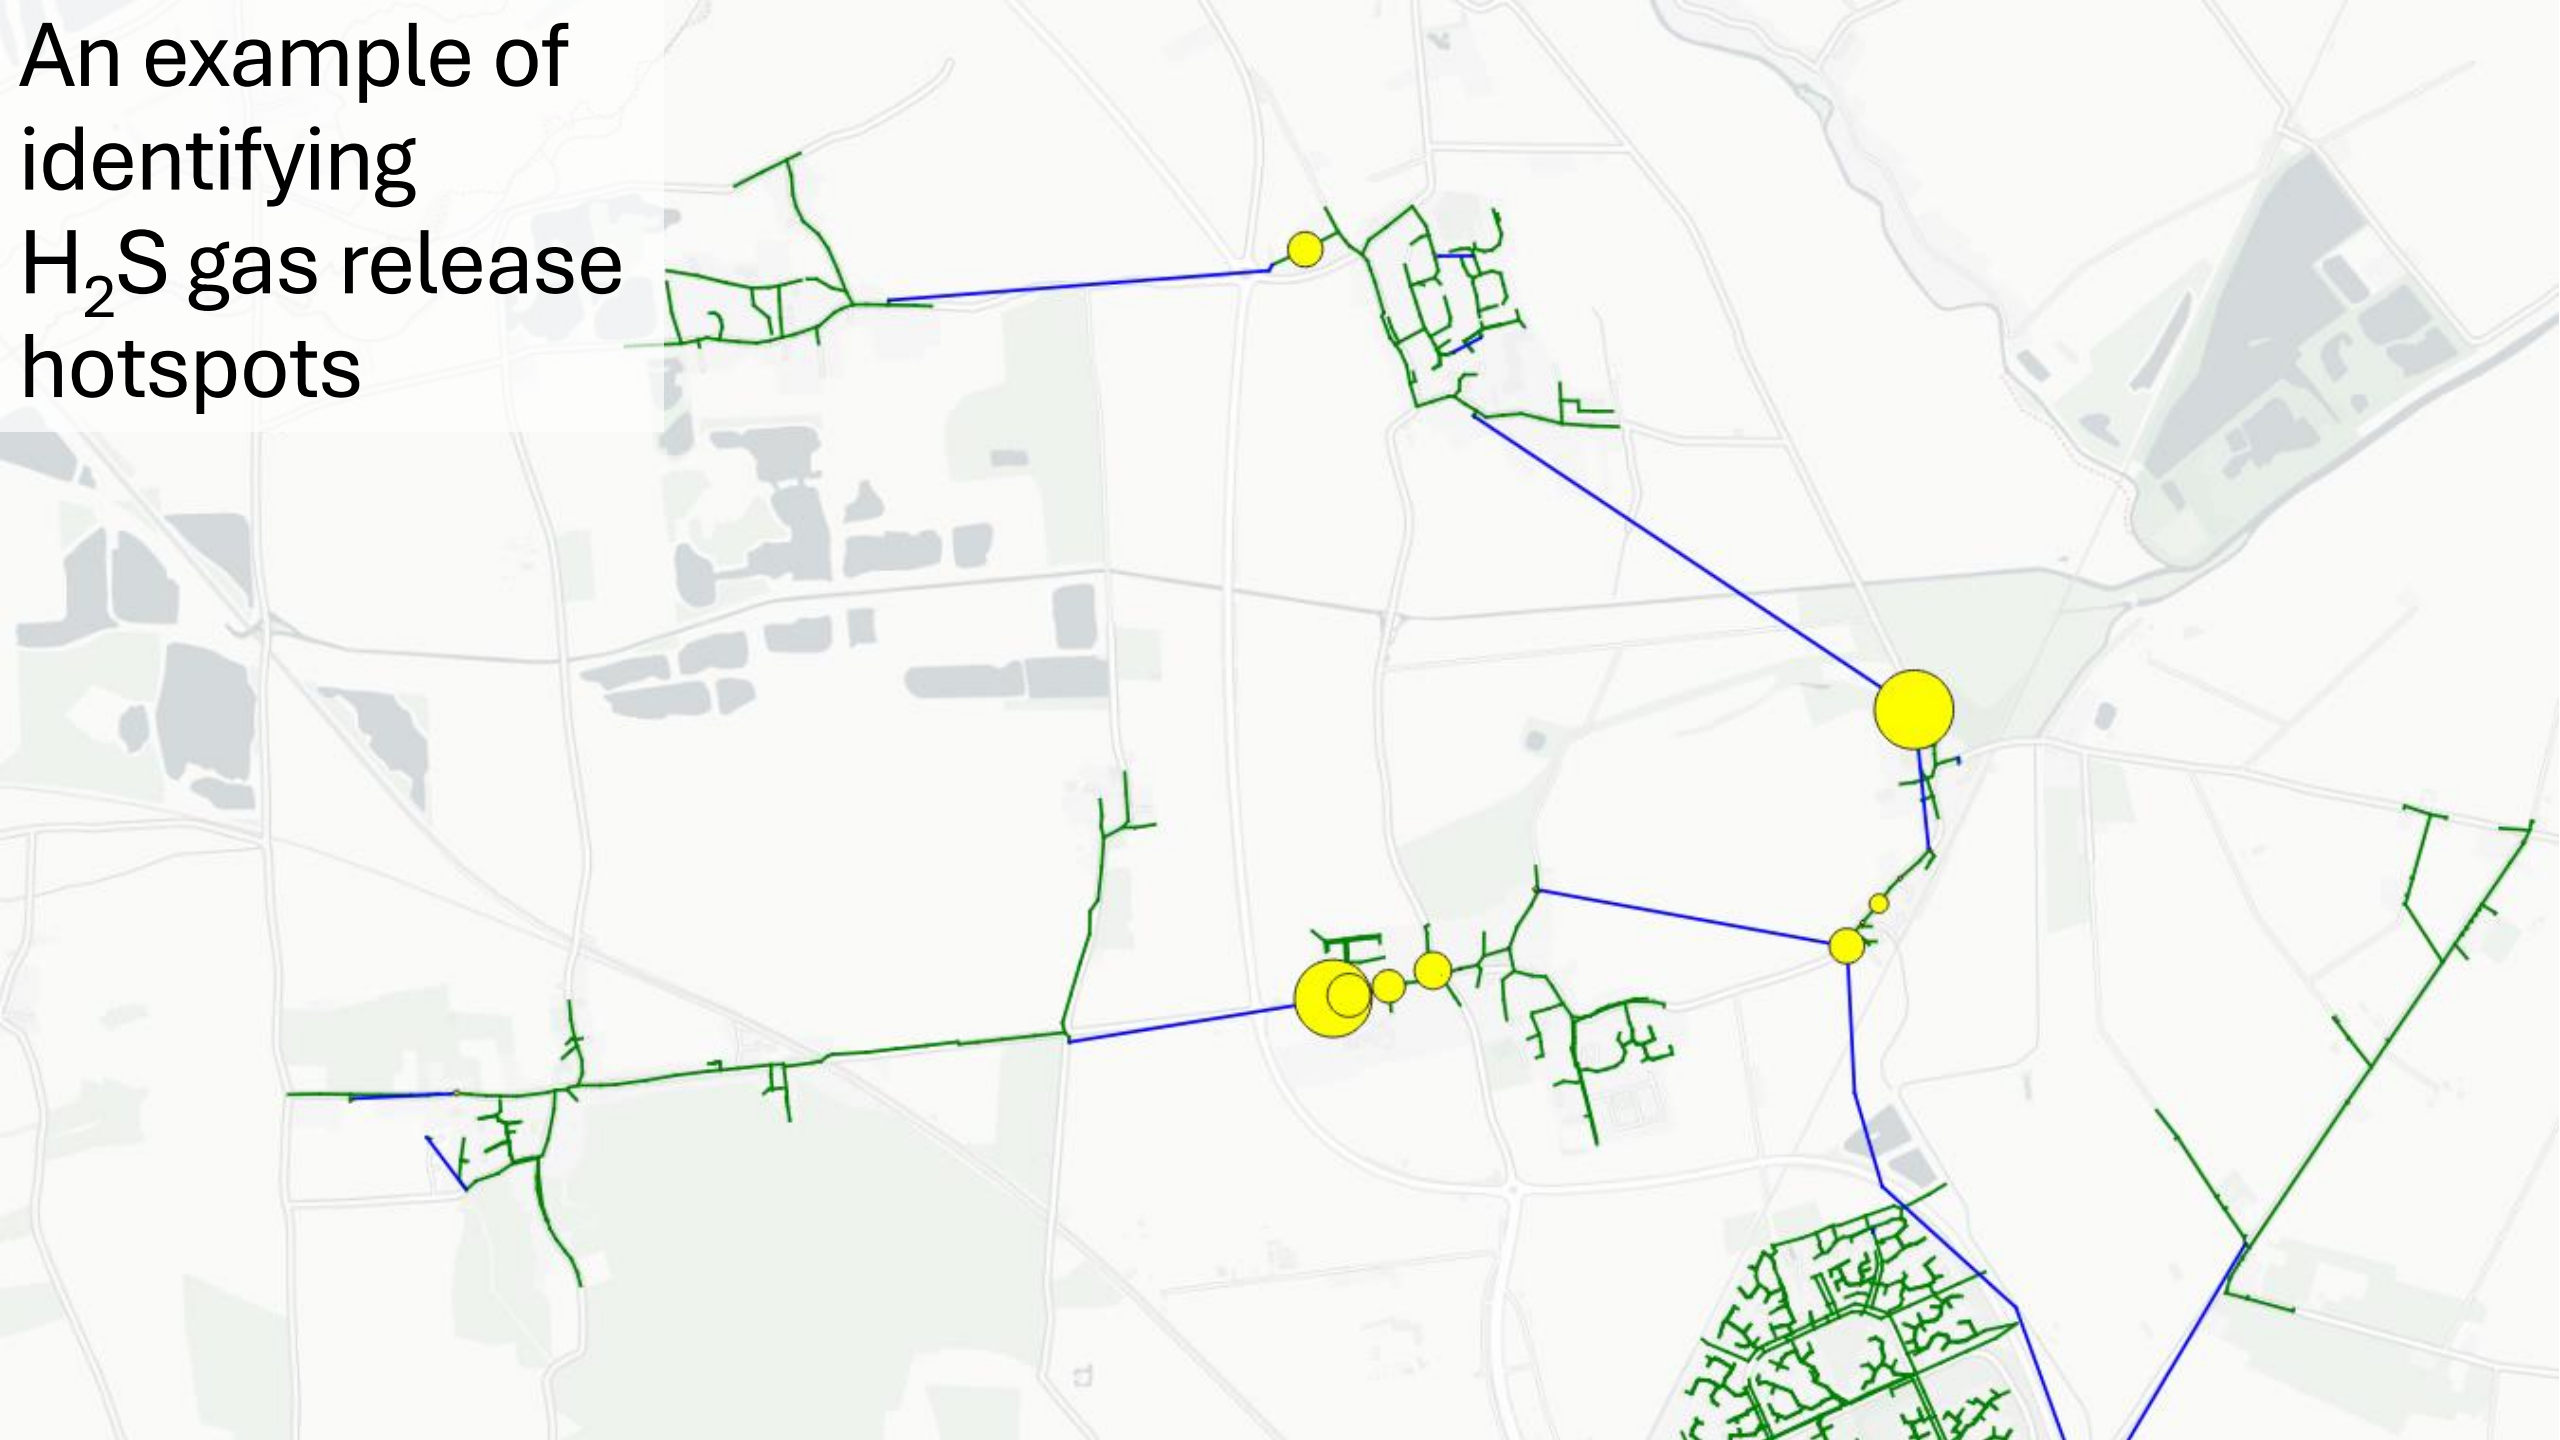 An example of
identifying
H₂S gas release
hotspots